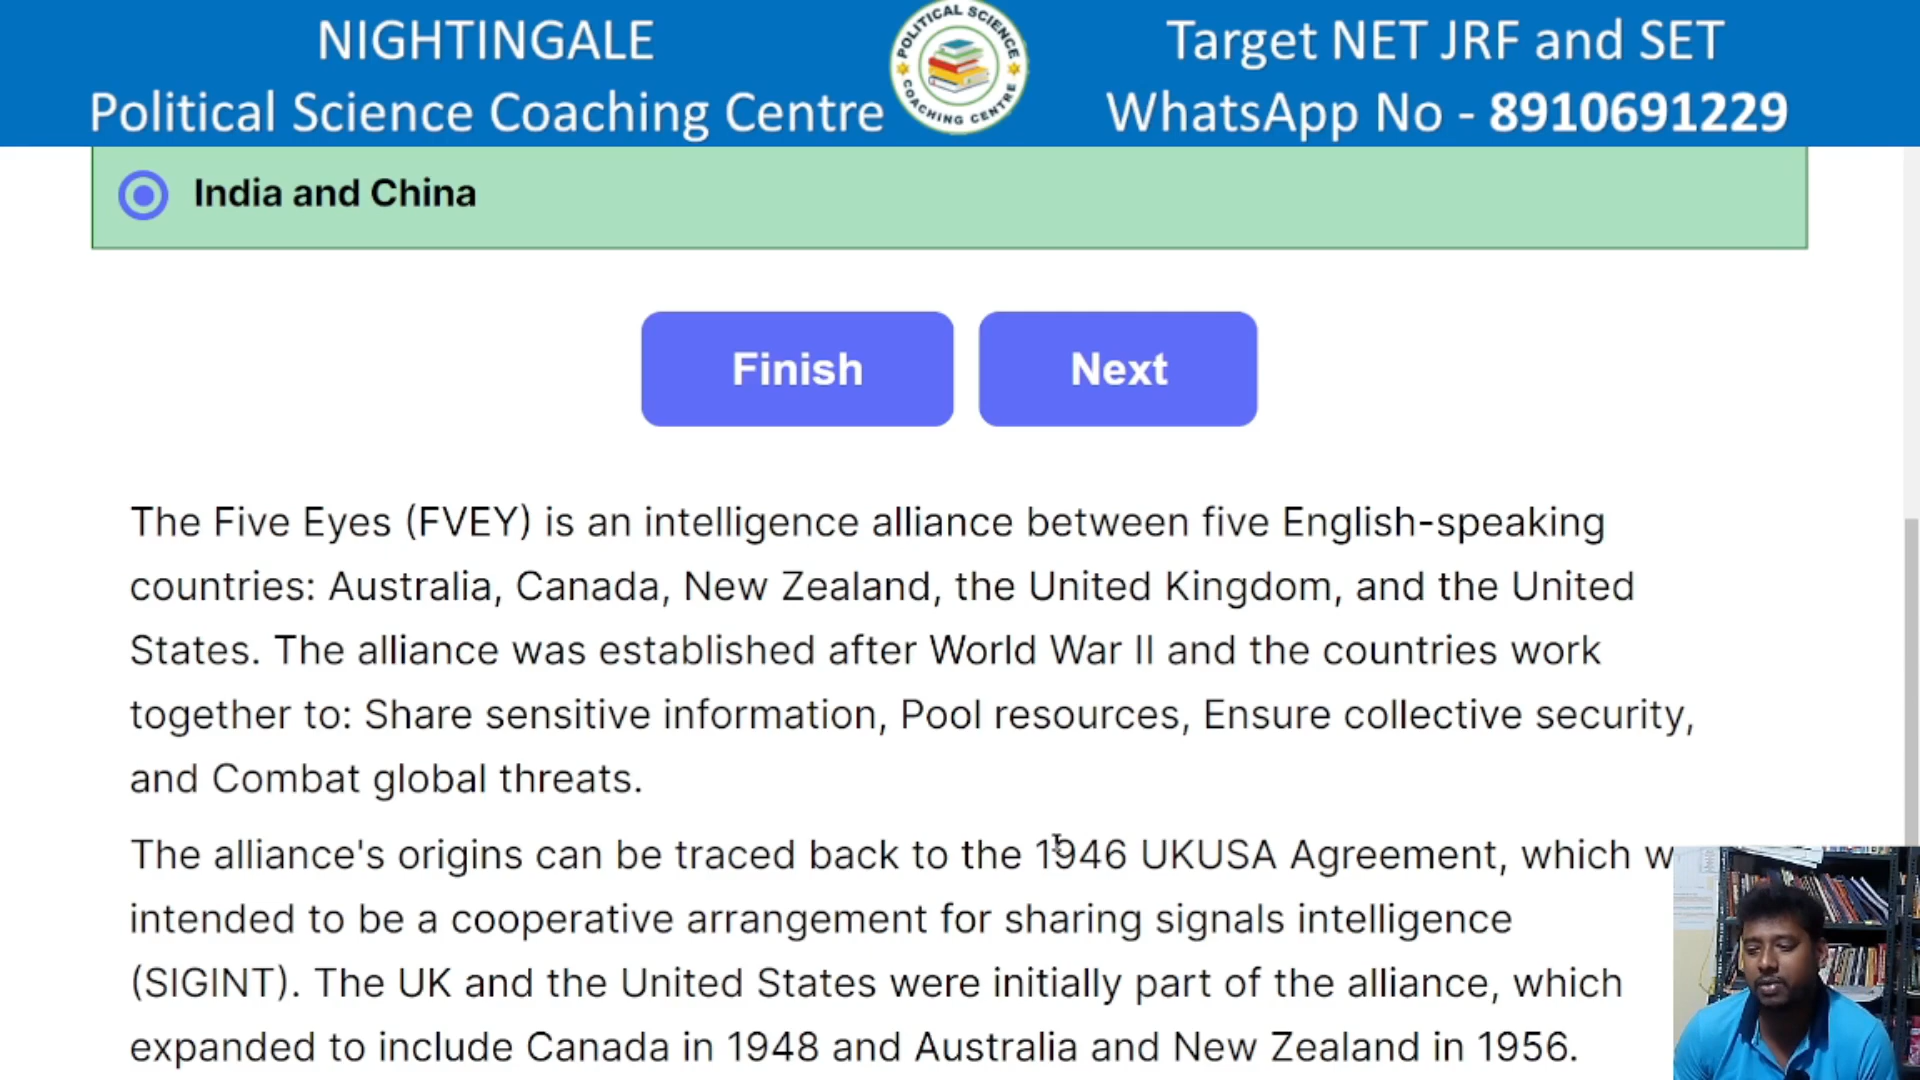 NIGHTINGALE
Political Science Coaching Centre
POLITICAL SCIENCE
COACHING CENTRE
Target NET JRF and SET
WhatsApp No - 8910691229
India and China
Finish
Next
The Five Eyes (FVEY) is an intelligence alliance between five English-speaking
countries: Australia, Canada, New Zealand, the United Kingdom, and the United
States. The alliance was established after World War II and the countries work
together to: Share sensitive information, Pool resources, Ensure collective security,
and Combat global threats.
The alliance's origins can be traced back to the 1946 UKUSA Agreement, which w
intended to be a cooperative arrangement for sharing signals intelligence
(SIGINT). The UK and the United States were initially part of the alliance, which
expanded to include Canada in 1948 and Australia and New Zealand in 1956.